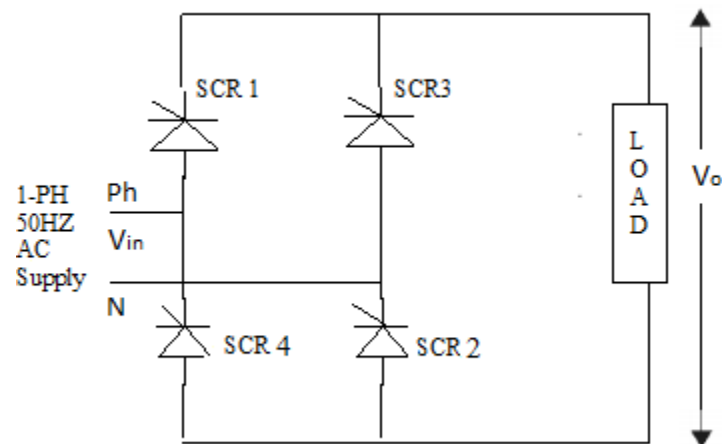 SCR 1
SCR3
L
O
A
D
Vo
1-PH
50HZ
AC
Supply
Ph
Vin
N
SCR 4
SCR 2